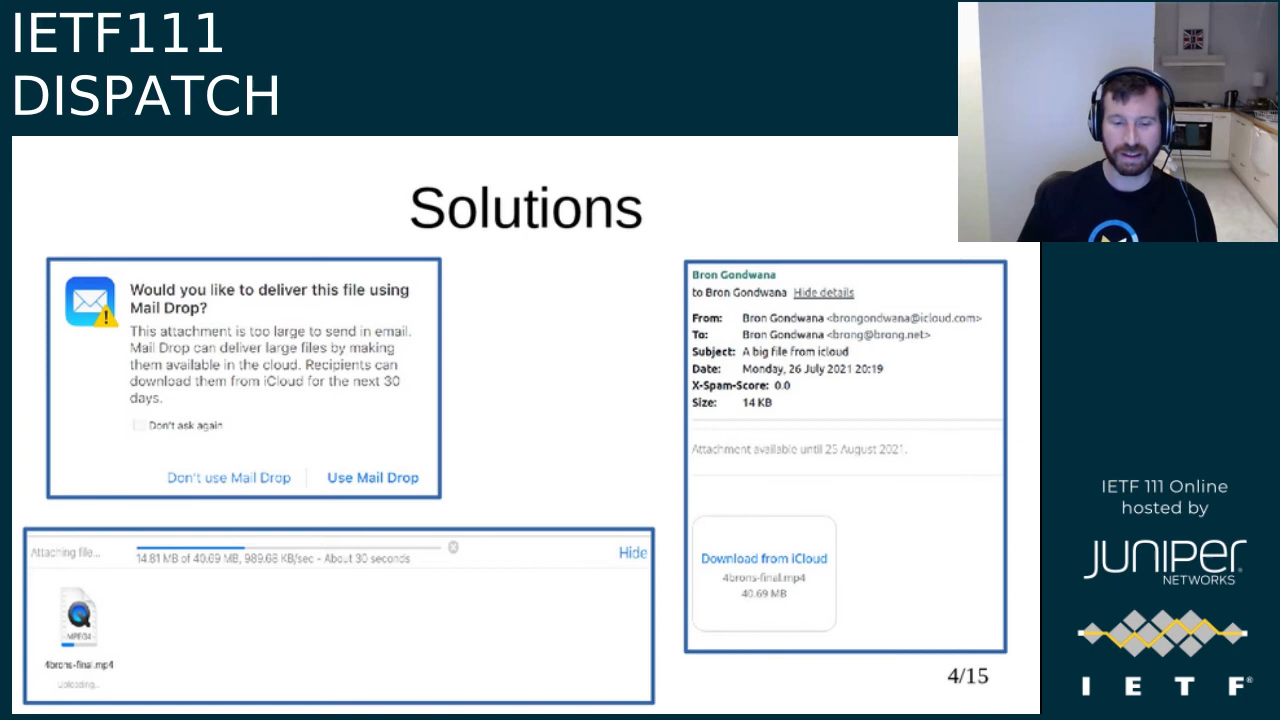 IETF111
DISPATCH
Solutions
Would you like to deliver this file using
Mail Drop?
This attachment is too large to send in email.
Mail Drop can deliver large files by making
them available in the cloud. Recipients can
download them from iCloud for the next 30
days.
Don't ask again
Don't use Mail Drop
Use Mail Drop
Attaching file...
14.81 MB of 40.69 MB, 989.68 KB/sec - About 30 seconds
Hide
MPEG4
4brons-final.mp4
Uploading...
Bron Gondwana
to Bron Gondwana Hide details
From: Bron Gondwana <brongondwana@icloud.com>
To: Bron Gondwana <brong@brong.net>
Subject: A big file from icloud
Date: Monday, 26 July 2021 20:19
X-Spam-Score: 0.0
Size: 14 KB
Attachment available until 25 August 2021.
Download from iCloud
4brons-final.mp4
40.69 MB
4/15
IETF 111 Online
hosted by
JUNIPER
NETWORKS
I E T F®